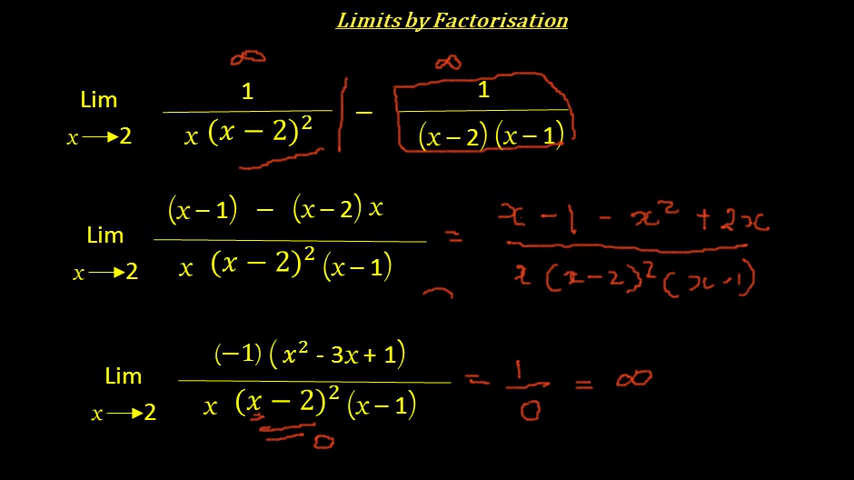 Limits by Factorisation
∞ ∞
Lim x→2 1 / x (x − 2)² − 1 / (x − 2) (x − 1)
Lim x→2 (x − 1) − (x − 2) x / x (x − 2)² (x − 1) = x − 1 − x² + 2x / x (x − 2)² (x − 1)
Lim x→2 (−1) (x² - 3x + 1) / x (x − 2)² (x − 1) = 1 / 0 = ∞
0